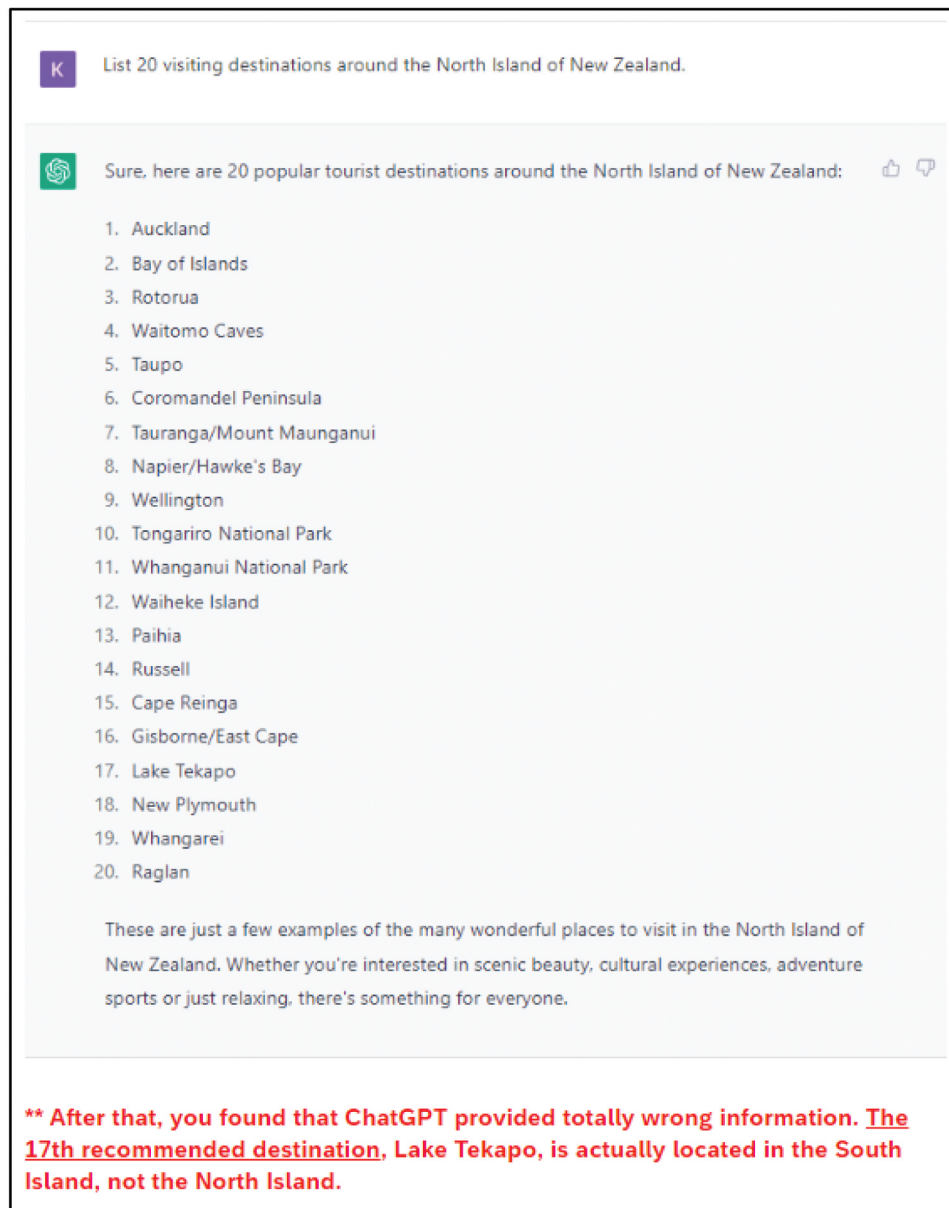 K
List 20 visiting destinations around the North Island of New Zealand.
Sure, here are 20 popular tourist destinations around the North Island of New Zealand:
1. Auckland
2. Bay of Islands
3. Rotorua
4. Waitomo Caves
5. Taupo
6. Coromandel Peninsula
7. Tauranga/Mount Maunganui
8. Napier/Hawke's Bay
9. Wellington
10. Tongariro National Park
11. Whanganui National Park
12. Waiheke Island
13. Paihia
14. Russell
15. Cape Reinga
16. Gisborne/East Cape
17. Lake Tekapo
18. New Plymouth
19. Whangarei
20. Raglan
These are just a few examples of the many wonderful places to visit in the North Island of
New Zealand. Whether you're interested in scenic beauty, cultural experiences, adventure
sports or just relaxing, there's something for everyone.
** After that, you found that ChatGPT provided totally wrong information. The
17th recommended destination, Lake Tekapo, is actually located in the South
Island, not the North Island.